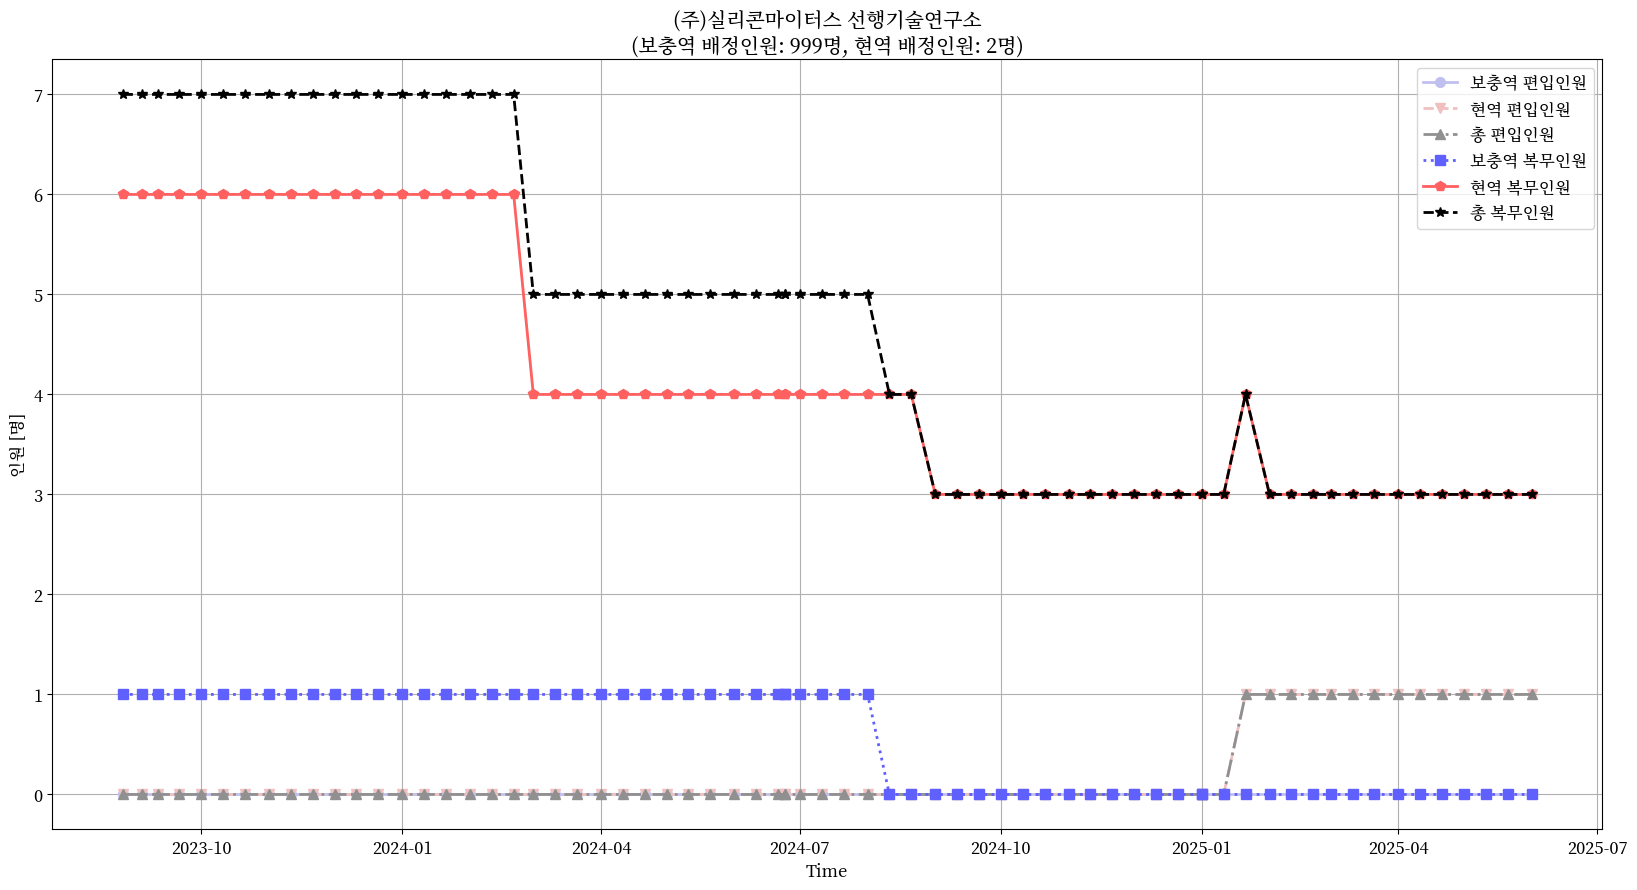 (주)실리콘마이터스 선행기술연구소
(보충역 배정인원: 999명, 현역 배정인원: 2명)
보충역 편입인원
현역 편입인원
총 편입인원
보충역 복무인원
현역 복무인원
총 복무인원
7
6
5
4
3
2
1
0
인원 [명]
2023-10
2024-01
2024-04
2024-07
2024-10
2025-01
2025-04
2025-07
Time